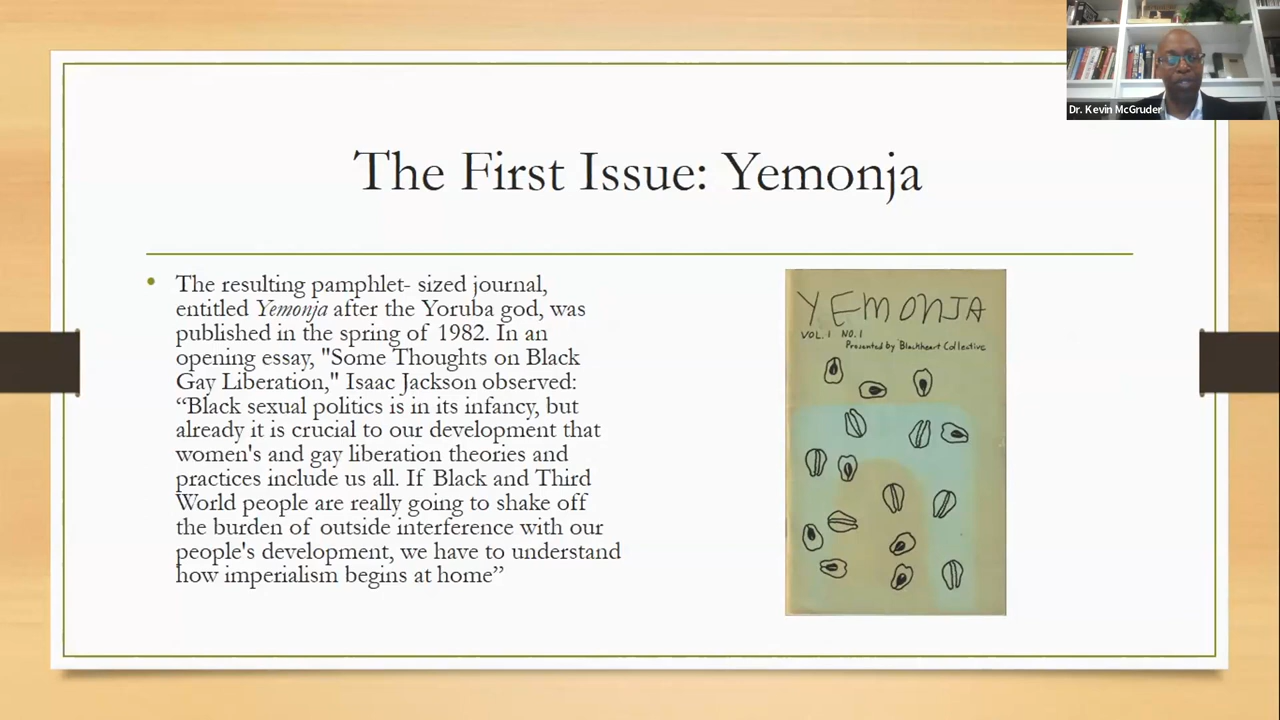 Dr. Kevin McGruder
The First Issue: Yemonja
• The resulting pamphlet- sized journal,
entitled Yemonja after the Yoruba god, was
published in the spring of 1982. In an
opening essay, "Some Thoughts on Black
Gay Liberation," Isaac Jackson observed:
“Black sexual politics is in its infancy, but
already it is crucial to our development that
women's and gay liberation theories and
practices include us all. If Black and Third
World people are really going to shake off
the burden of outside interference with our
people's development, we have to understand
how imperialism begins at home”
YEMONJA
VOL. 1 NO. 1
Presented by Blackheart Collective